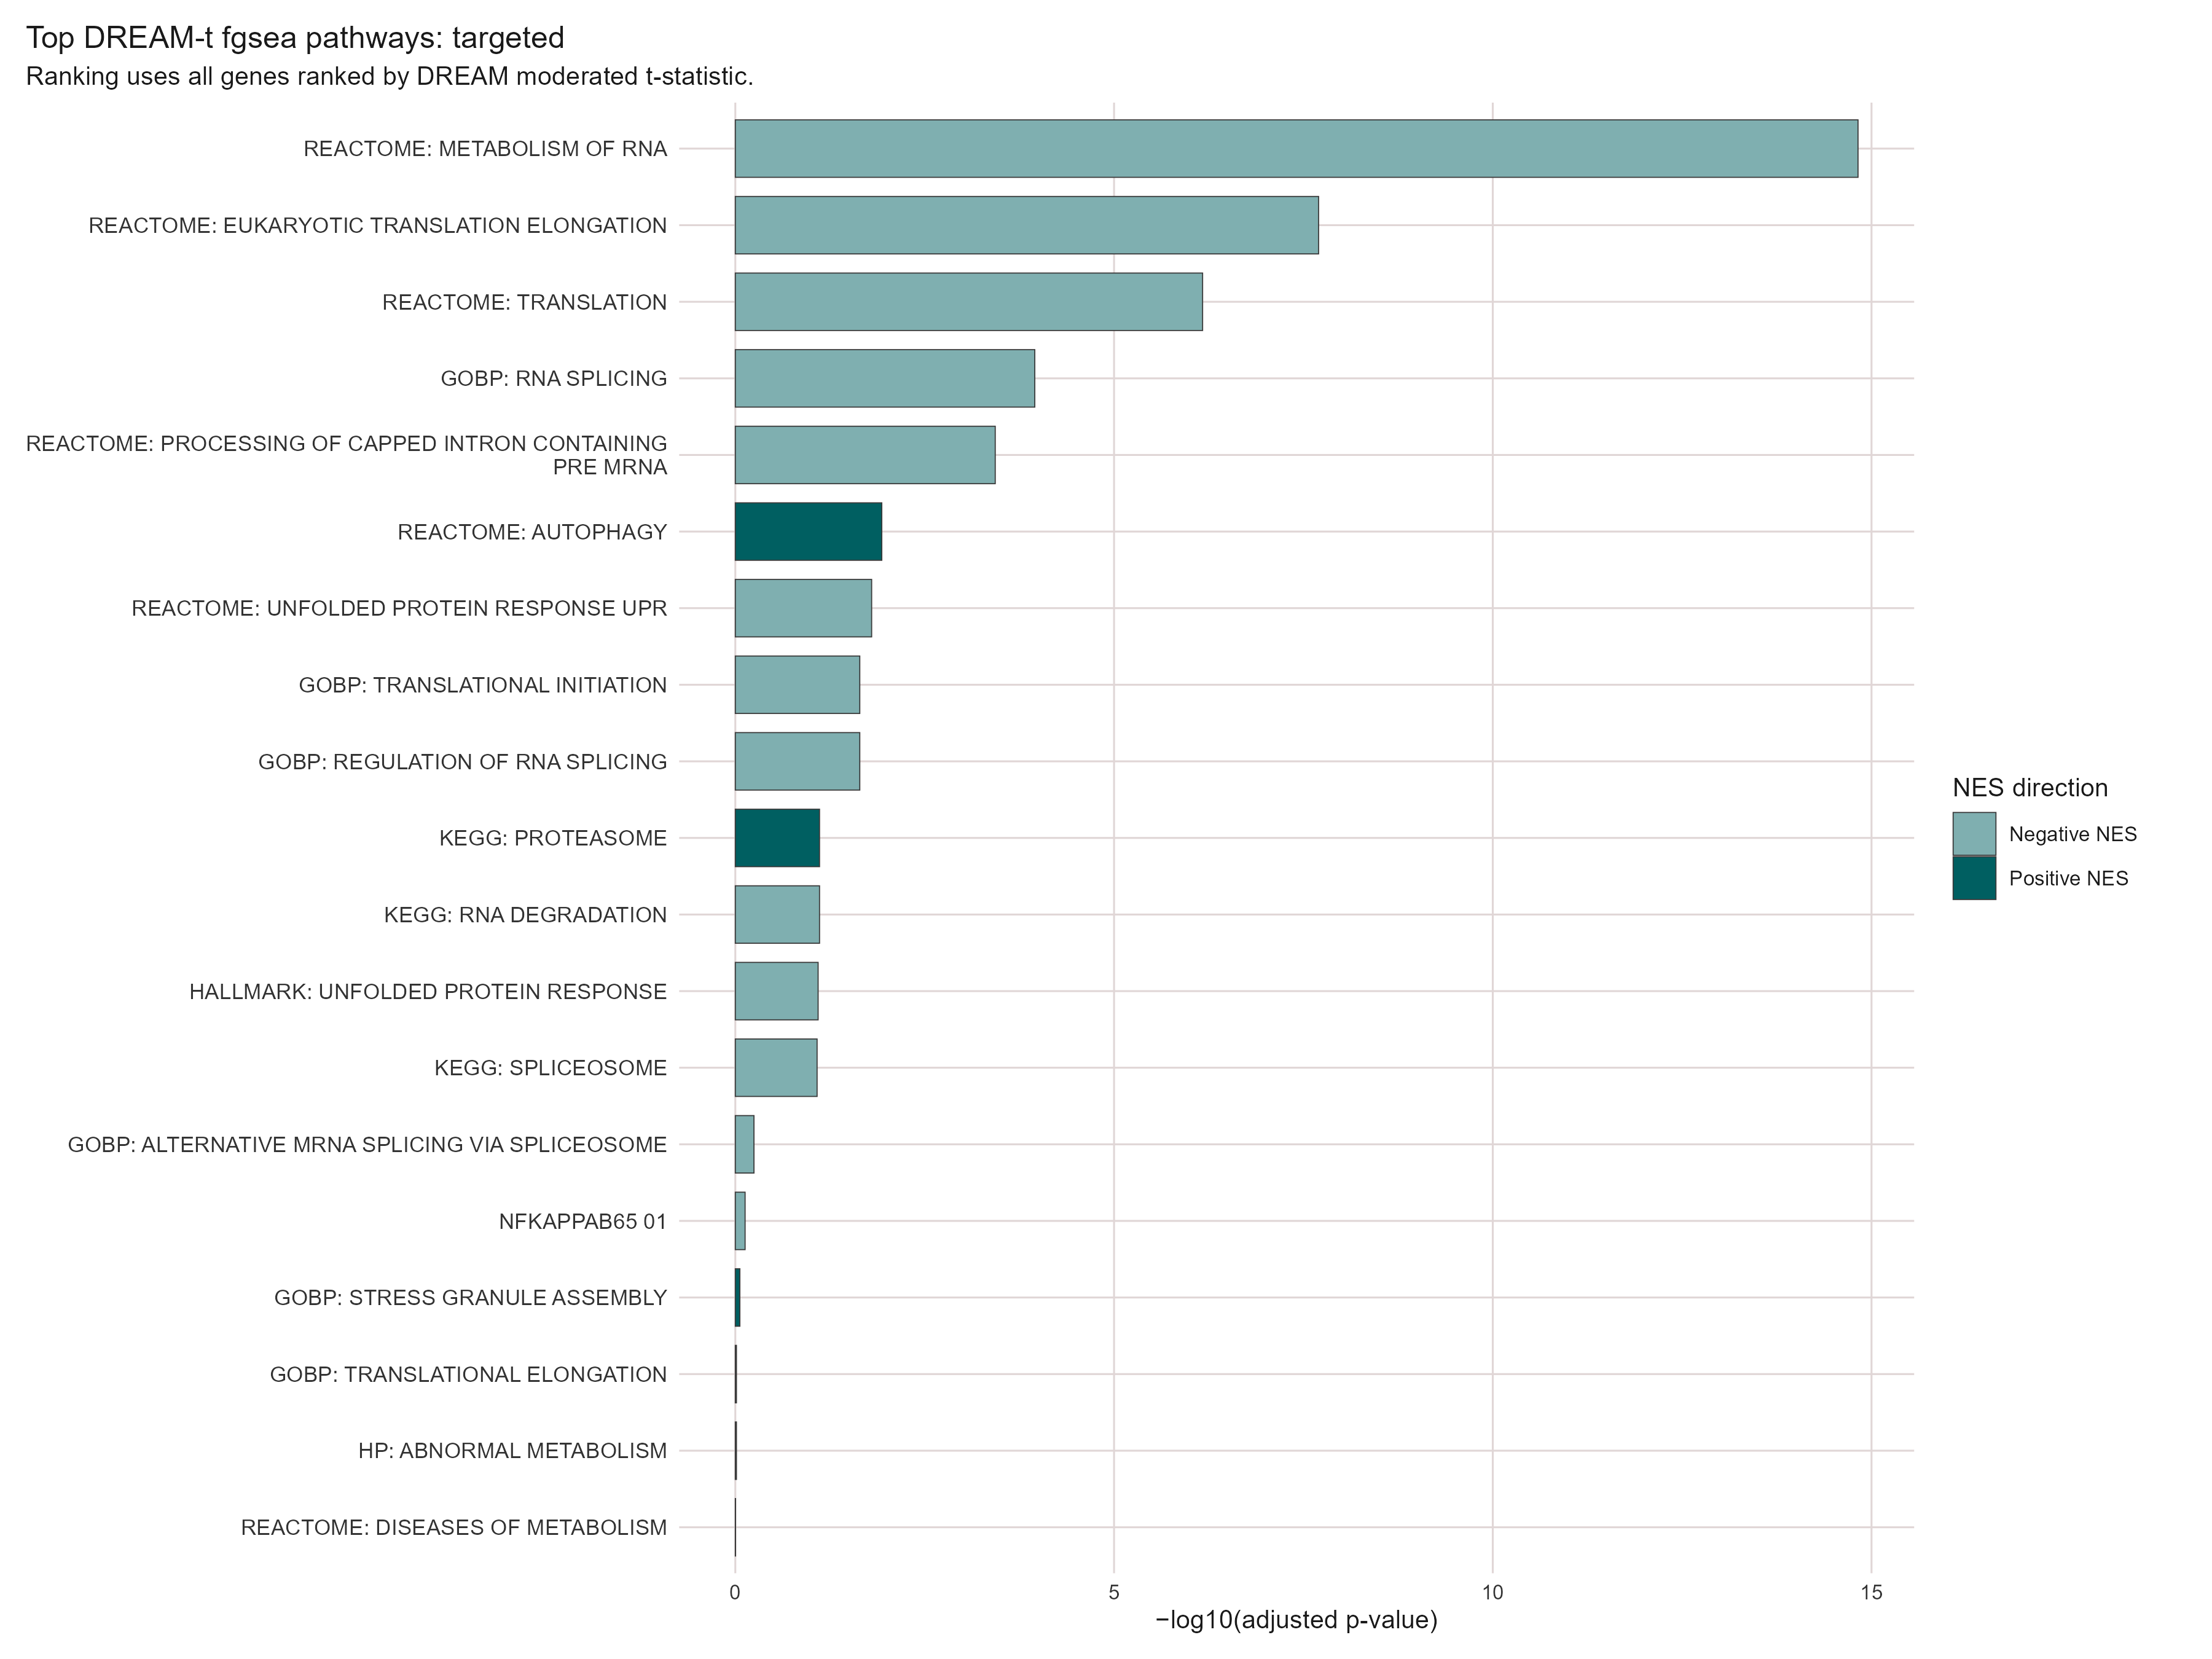 Top DREAM-t fgsea pathways: targeted
Ranking uses all genes ranked by DREAM moderated t-statistic.
REACTOME: METABOLISM OF RNA
REACTOME: EUKARYOTIC TRANSLATION ELONGATION
REACTOME: TRANSLATION
GOBP: RNA SPLICING
REACTOME: PROCESSING OF CAPPED INTRON CONTAINING
PRE MRNA
REACTOME: AUTOPHAGY
REACTOME: UNFOLDED PROTEIN RESPONSE UPR
GOBP: TRANSLATIONAL INITIATION
GOBP: REGULATION OF RNA SPLICING
KEGG: PROTEASOME
KEGG: RNA DEGRADATION
HALLMARK: UNFOLDED PROTEIN RESPONSE
KEGG: SPLICEOSOME
GOBP: ALTERNATIVE MRNA SPLICING VIA SPLICEOSOME
NFKAPPAB65 01
GOBP: STRESS GRANULE ASSEMBLY
GOBP: TRANSLATIONAL ELONGATION
HP: ABNORMAL METABOLISM
REACTOME: DISEASES OF METABOLISM
0 5 10 15
−log10(adjusted p-value)
NES direction
Negative NES
Positive NES